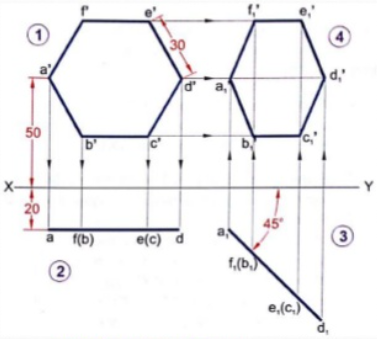 1
f'
e'
30
a'
d'
b'
c'
50
f₁'
e₁'
4
a₁'
d₁'
b₁'
c₁'
X
Y
20
a
f(b)
e(c)
d
2
45°
a₁
3
f₁(b₁)
e₁(c₁)
d₁